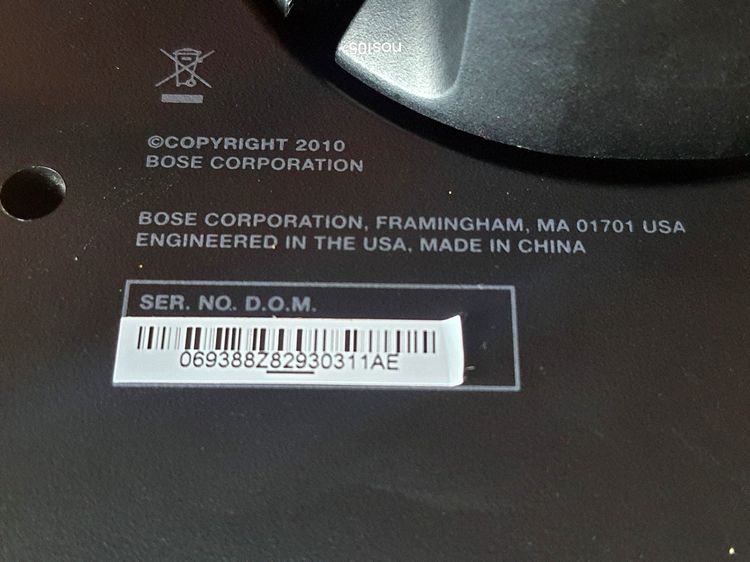 ©COPYRIGHT 2010
BOSE CORPORATION
BOSE CORPORATION, FRAMINGHAM, MA 01701 USA
ENGINEERED IN THE USA, MADE IN CHINA
SER. NO. D.O.M.
069388Z82930311AE